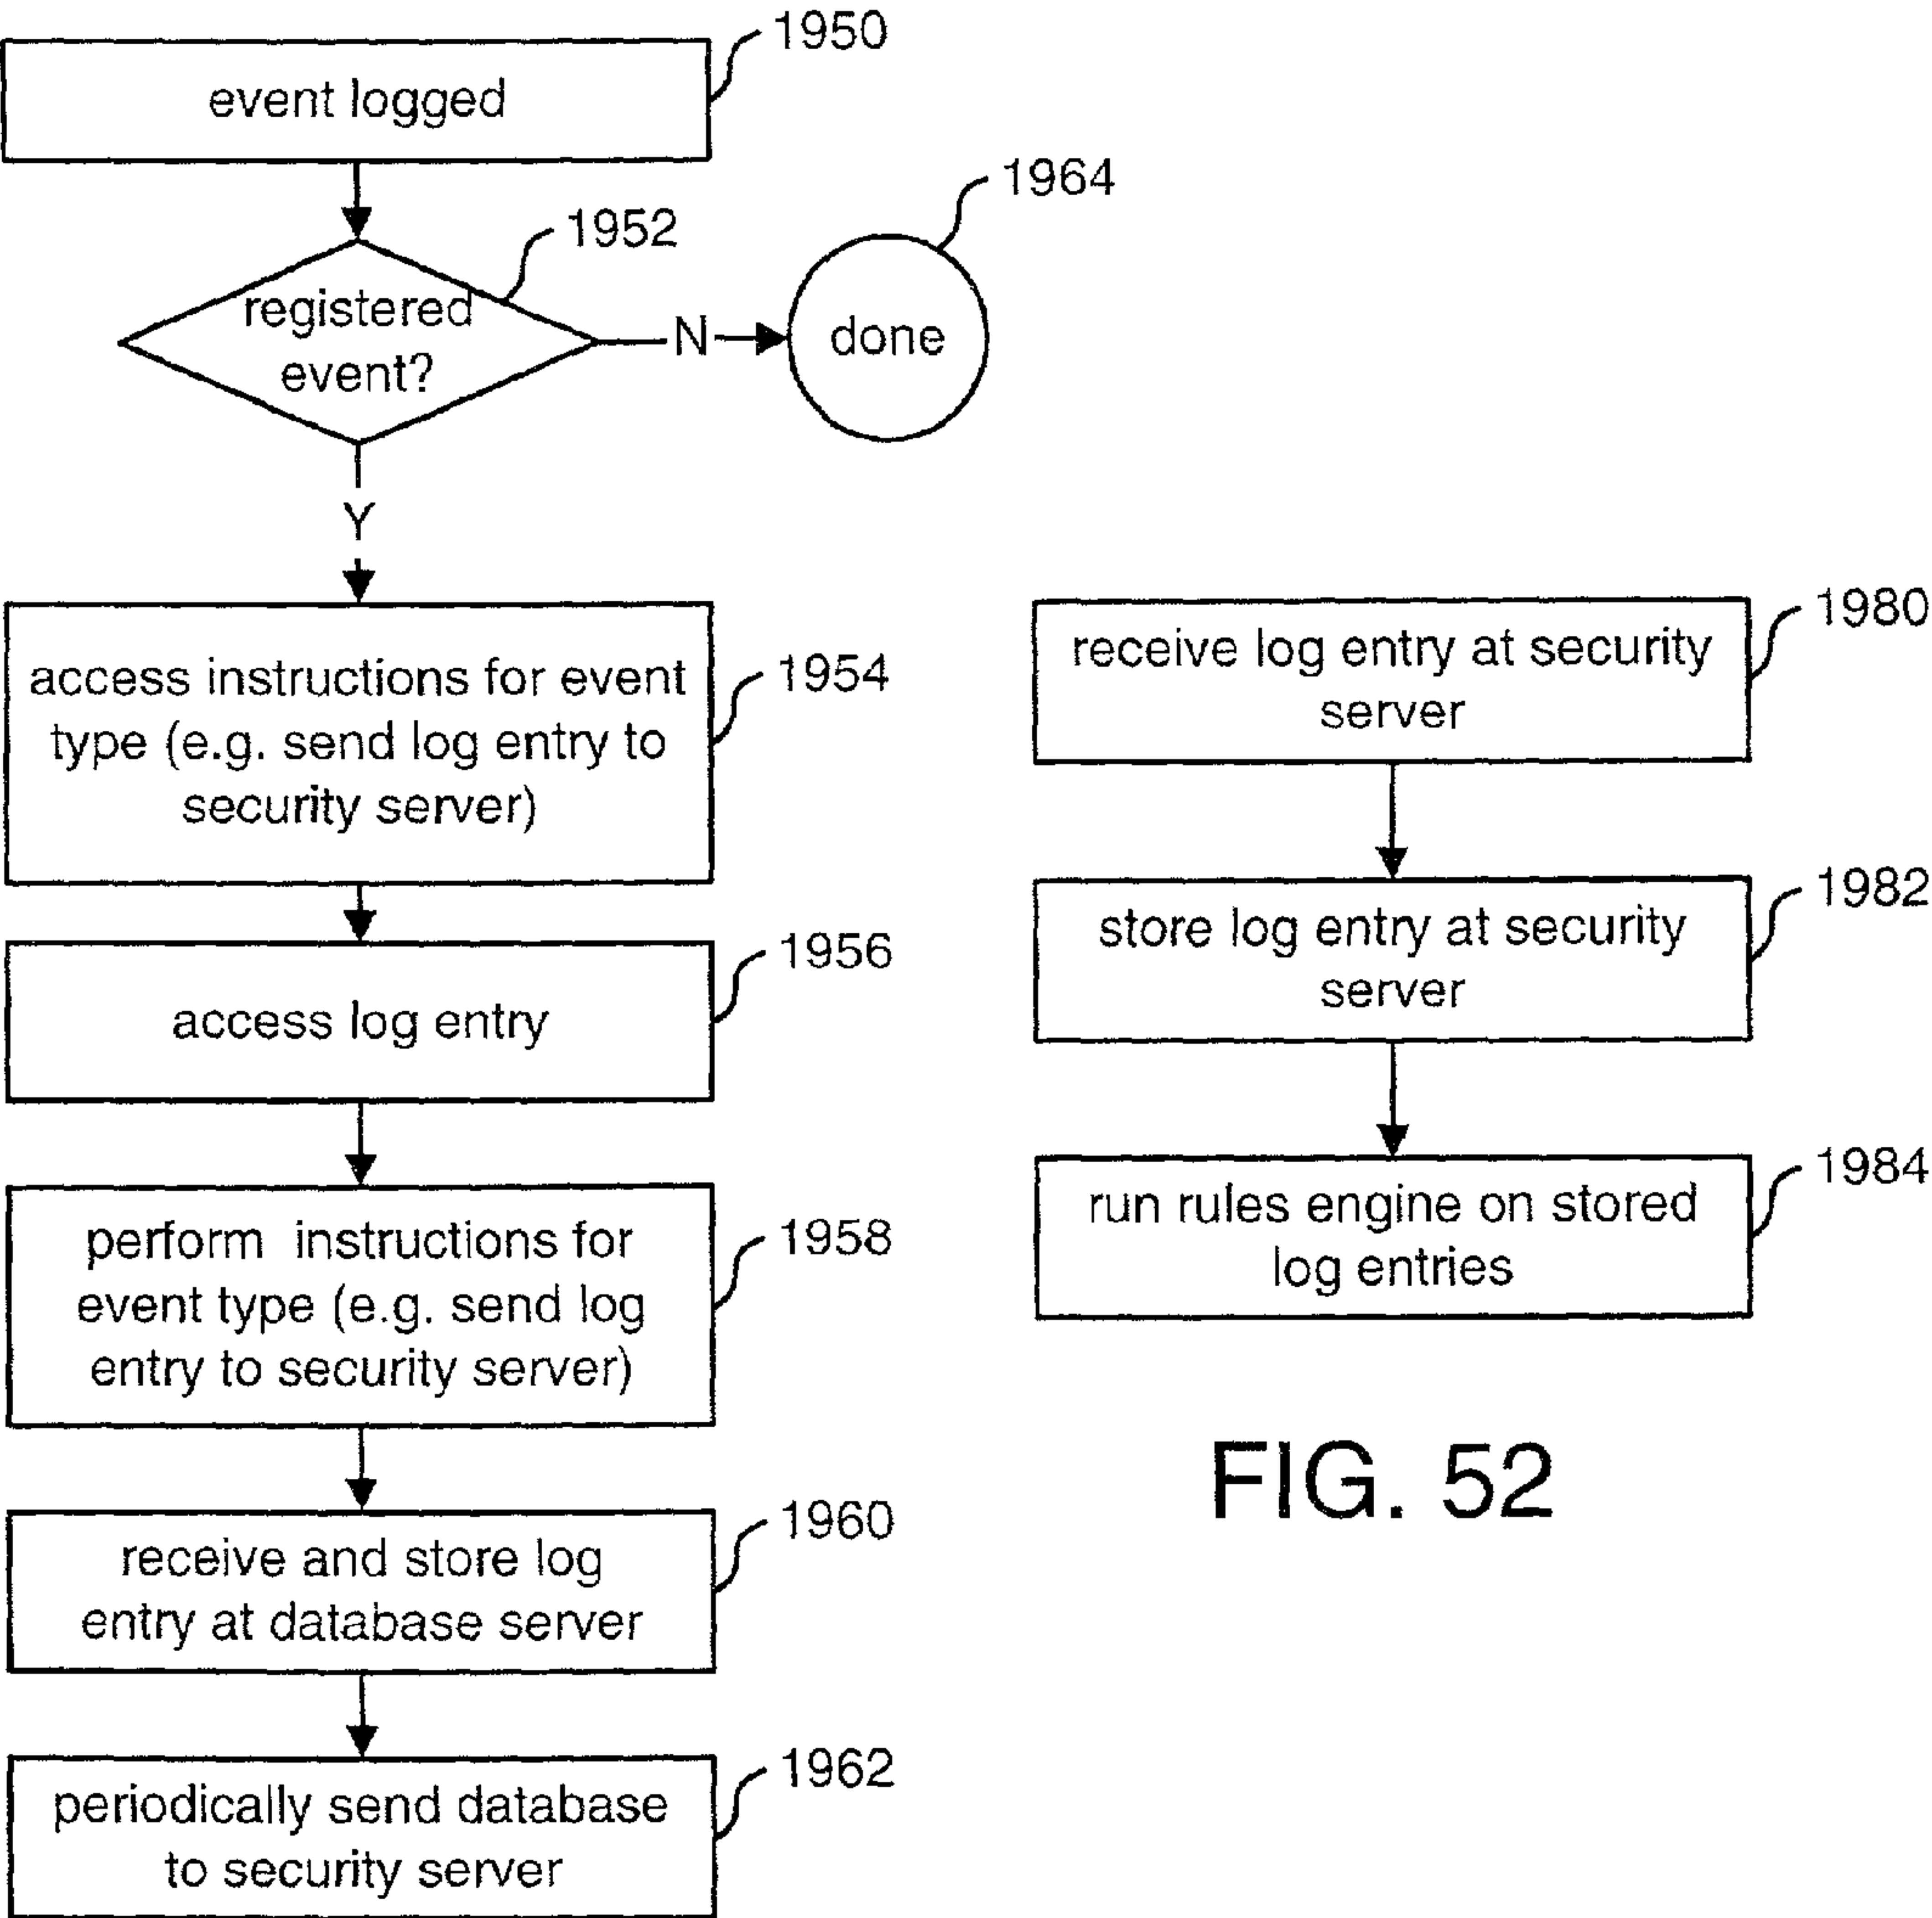 1950
event logged
1964
1952
registered
event?
N
done
Y
1954
access instructions for event
type (e.g. send log entry to
security server)
1956
access log entry
1958
perform instructions for
event type (e.g. send log
entry to security server)
1960
receive and store log
entry at database server
1962
periodically send database
to security server
1980
receive log entry at security
server
1982
store log entry at security
server
1984
run rules engine on stored
log entries
FIG. 52